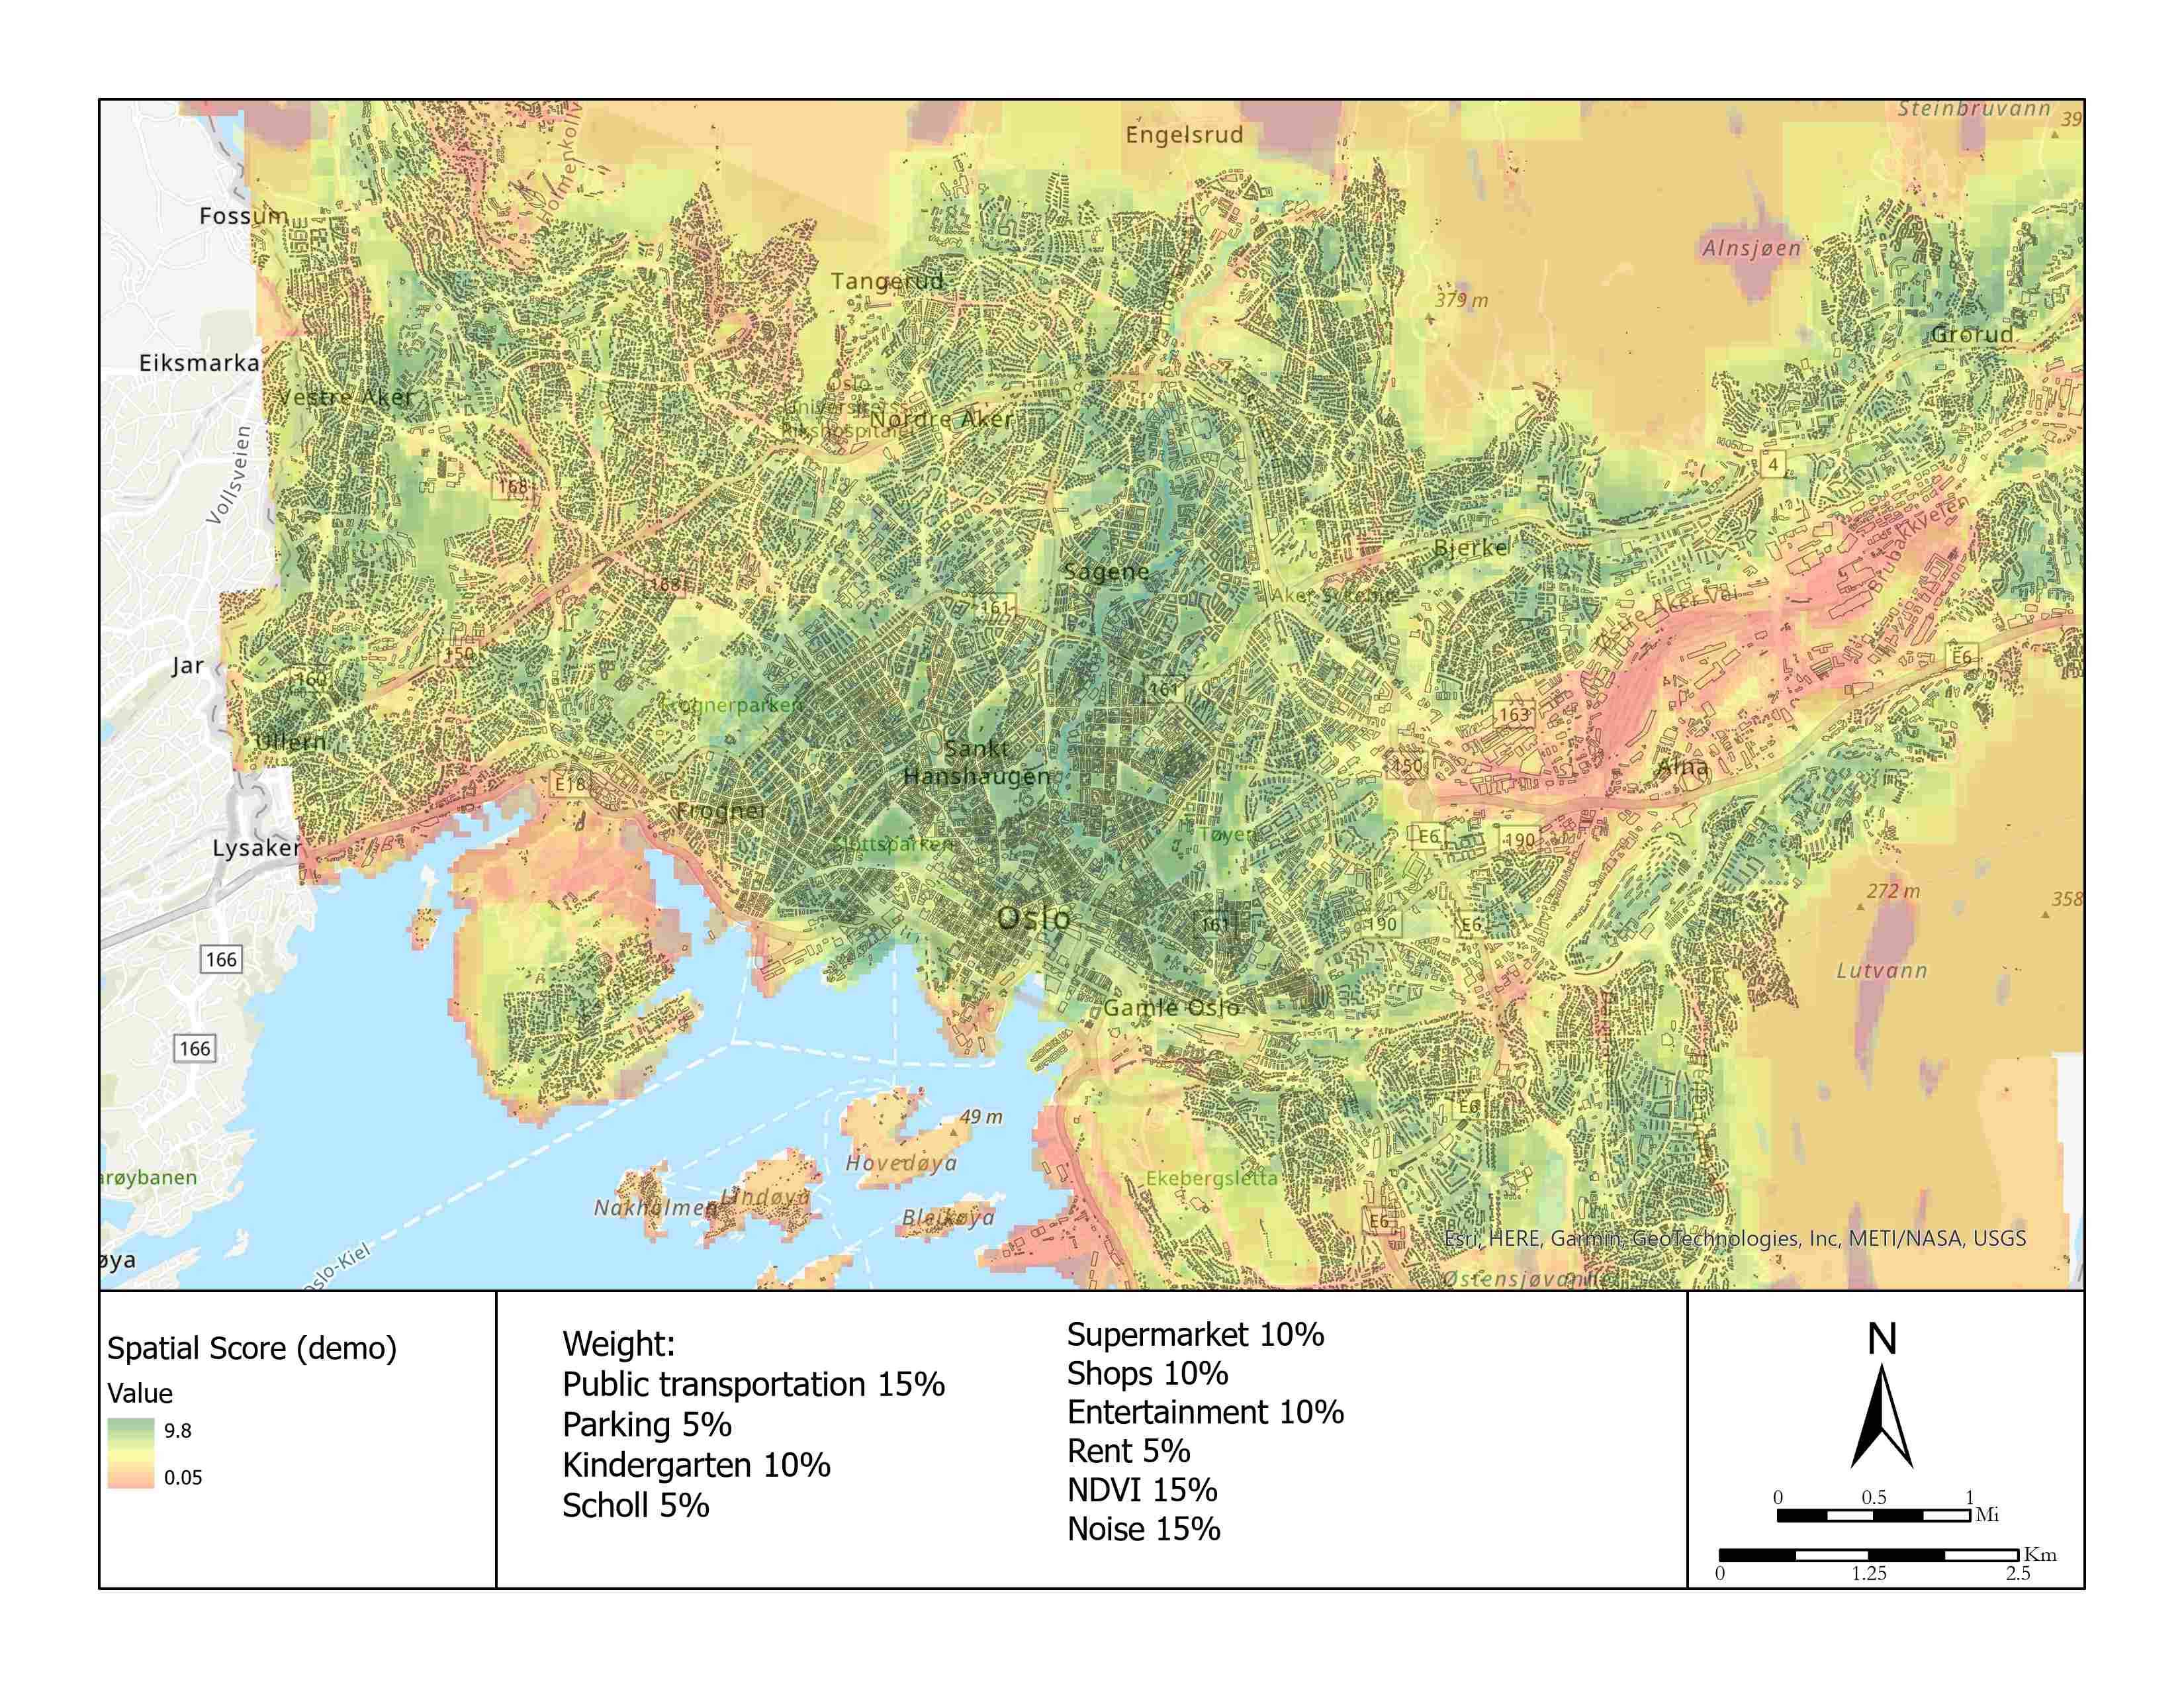 Steinbruvann
39
Engelsrud
Holmenkollv
Fossum
Alnsjøen
Tangerud
379 m
Grorud
Eiksmarka
Vestre Aker
Oslo
Universit
Rikshospitalet
Nordre Aker
Vollsveien
4
168
Brubakkveien
Bjerke
Sagene
168
Aker Sykehus
161
Østre Aker Vei
150
E6
Jar
160
161
Frognerparken
163
Ullern
Sankt
Hanshaugen
150
Alna
E18
Frogner
Slottsparken
Tøyen
E6
190
Lysaker
272 m
358
Oslo
161
190
E6
166
Lutvann
Gamle Oslo
166
49 m
E6
Hovedøya
arøybanen
Ekebergsletta
Nakholmen
Lindøya
Bleikøya
E6
Esri, HERE, Garmin, GeoTechnologies, Inc, METI/NASA, USGS
øya
Oslo-Kiel
Østensjøvannet
Spatial Score (demo)
Value
9.8
0.05
Weight:
Public transportation 15%
Parking 5%
Kindergarten 10%
Scholl 5%
Supermarket 10%
Shops 10%
Entertainment 10%
Rent 5%
NDVI 15%
Noise 15%
N
0 0.5 1
Mi
Km
0 1.25 2.5